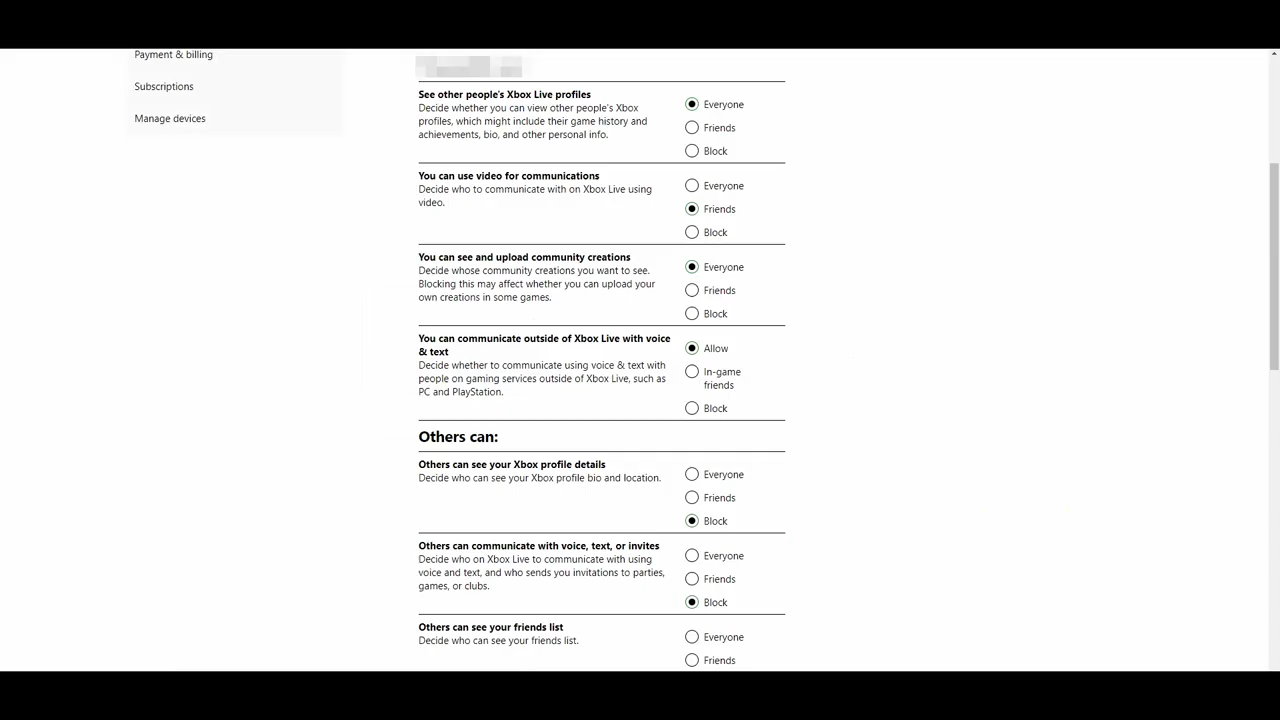 Payment & billing
Subscriptions
Manage devices
See other people's Xbox Live profiles
Decide whether you can view other people's Xbox
profiles, which might include their game history and
achievements, bio, and other personal info.
Everyone
Friends
Block
You can use video for communications
Decide who to communicate with on Xbox Live using
video.
Everyone
Friends
Block
You can see and upload community creations
Decide whose community creations you want to see.
Blocking this may affect whether you can upload your
own creations in some games.
Everyone
Friends
Block
You can communicate outside of Xbox Live with voice
& text
Decide whether to communicate using voice & text with
people on gaming services outside of Xbox Live, such as
PC and PlayStation.
Allow
In-game
friends
Block
Others can:
Others can see your Xbox profile details
Decide who can see your Xbox profile bio and location.
Everyone
Friends
Block
Others can communicate with voice, text, or invites
Decide who on Xbox Live to communicate with using
voice and text, and who sends you invitations to parties,
games, or clubs.
Everyone
Friends
Block
Others can see your friends list
Decide who can see your friends list.
Everyone
Friends